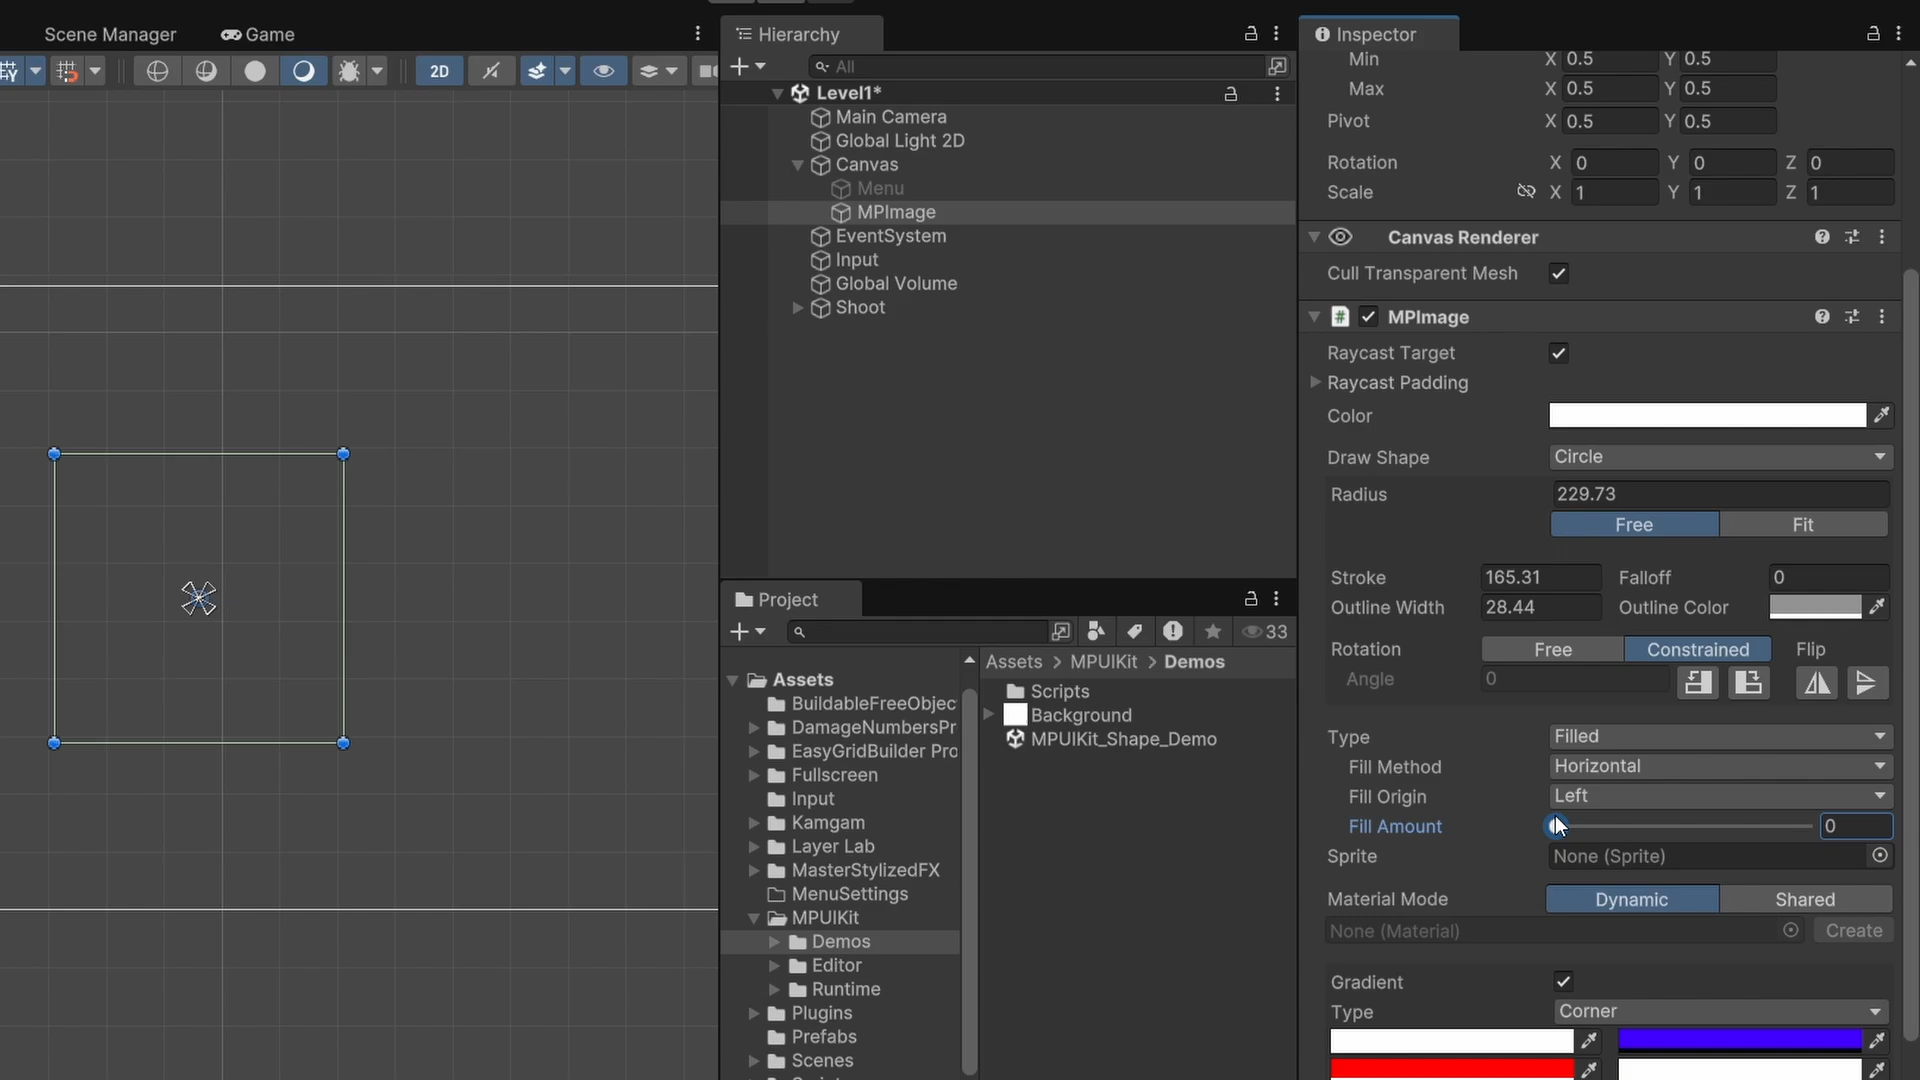 Scene Manager
Game
2D
Hierarchy
All
Level1*
Main Camera
Global Light 2D
Canvas
Menu
MPImage
EventSystem
Input
Global Volume
Shoot
Project
33
Assets
BuildableFreeObjec
DamageNumbersPr
EasyGridBuilder Pro
Fullscreen
Input
Kamgam
Layer Lab
MasterStylizedFX
MenuSettings
MPUIKit
Demos
Editor
Runtime
Plugins
Prefabs
Scenes
Assets > MPUIKit > Demos
Scripts
Background
MPUIKit_Shape_Demo
Inspector
Min X 0.5 Y 0.5
Max X 0.5 Y 0.5
Pivot X 0.5 Y 0.5
Rotation X 0 Y 0 Z 0
Scale X 1 Y 1 Z 1
Canvas Renderer
Cull Transparent Mesh
# MPImage
Raycast Target
Raycast Padding
Color
Draw Shape Circle
Radius 229.73
Free Fit
Stroke 165.31 Falloff 0
Outline Width 28.44 Outline Color
Rotation Free Constrained Flip
Angle 0
Type Filled
Fill Method Horizontal
Fill Origin Left
Fill Amount 0
Sprite None (Sprite)
Material Mode Dynamic Shared
None (Material) Create
Gradient
Type Corner